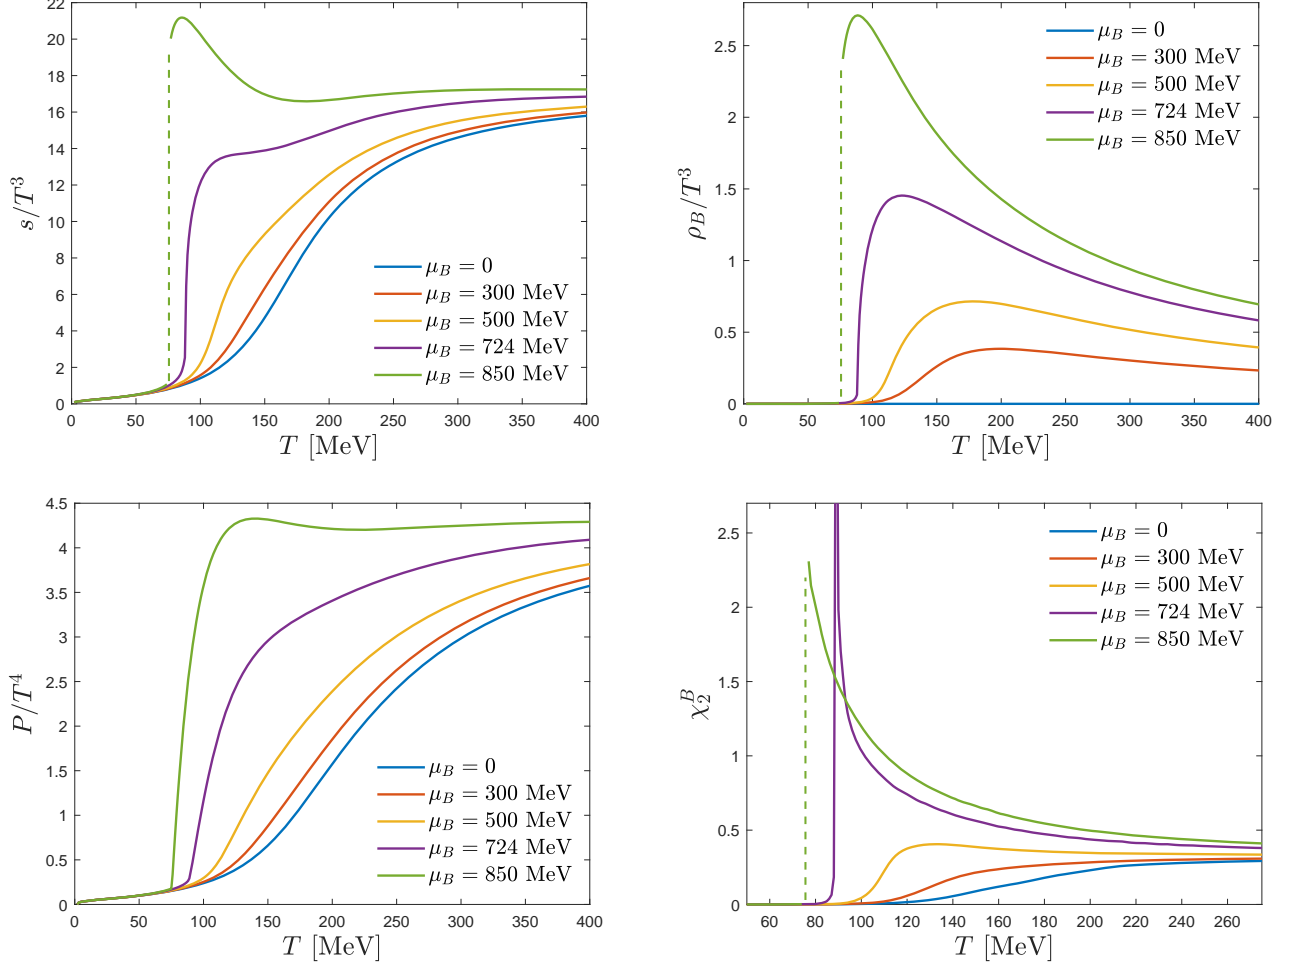 22
20
18
16
14
12
10
8
6
4
2
0
s/T³
μ_B = 0
μ_B = 300 MeV
μ_B = 500 MeV
μ_B = 724 MeV
μ_B = 850 MeV
0 50 100 150 200 250 300 350 400
T [MeV]
2.5
2
1.5
1
0.5
0
ρ_B/T³
μ_B = 0
μ_B = 300 MeV
μ_B = 500 MeV
μ_B = 724 MeV
μ_B = 850 MeV
0 50 100 150 200 250 300 350 400
T [MeV]
4.5
4
3.5
3
2.5
2
1.5
1
0.5
0
P/T⁴
μ_B = 0
μ_B = 300 MeV
μ_B = 500 MeV
μ_B = 724 MeV
μ_B = 850 MeV
0 50 100 150 200 250 300 350 400
T [MeV]
2.5
2
1.5
1
0.5
0
χ₂ᴮ
μ_B = 0
μ_B = 300 MeV
μ_B = 500 MeV
μ_B = 724 MeV
μ_B = 850 MeV
60 80 100 120 140 160 180 200 220 240 260
T [MeV]